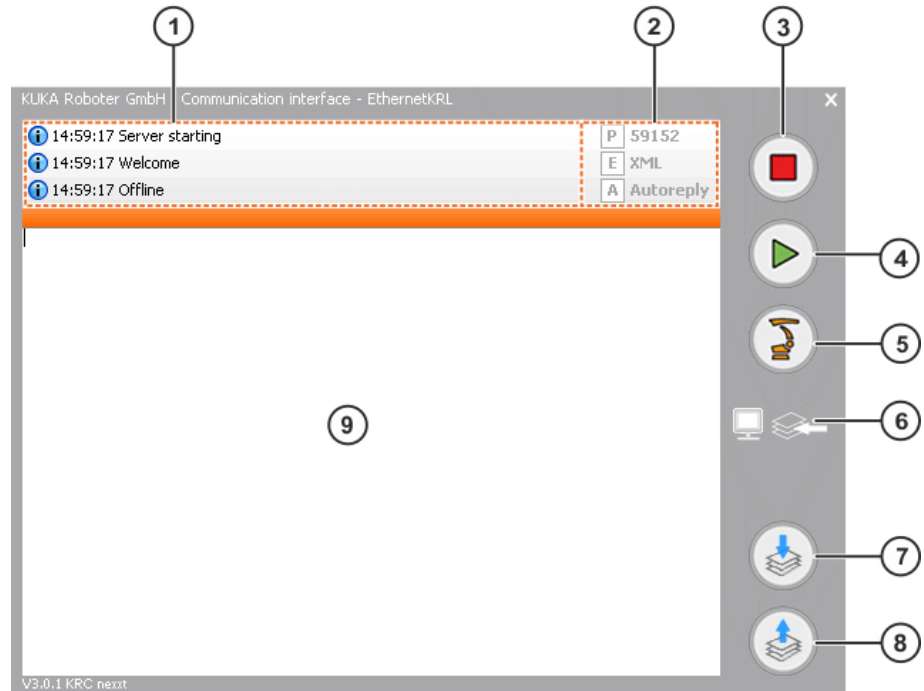 1
2
3
KUKA Roboter GmbH | Communication interface - EthernetKRL
14:59:17 Server starting
P 59152
14:59:17 Welcome
E XML
14:59:17 Offline
A Autoreply
4
5
6
9
7
8
V3.0.1 KRC nexxt